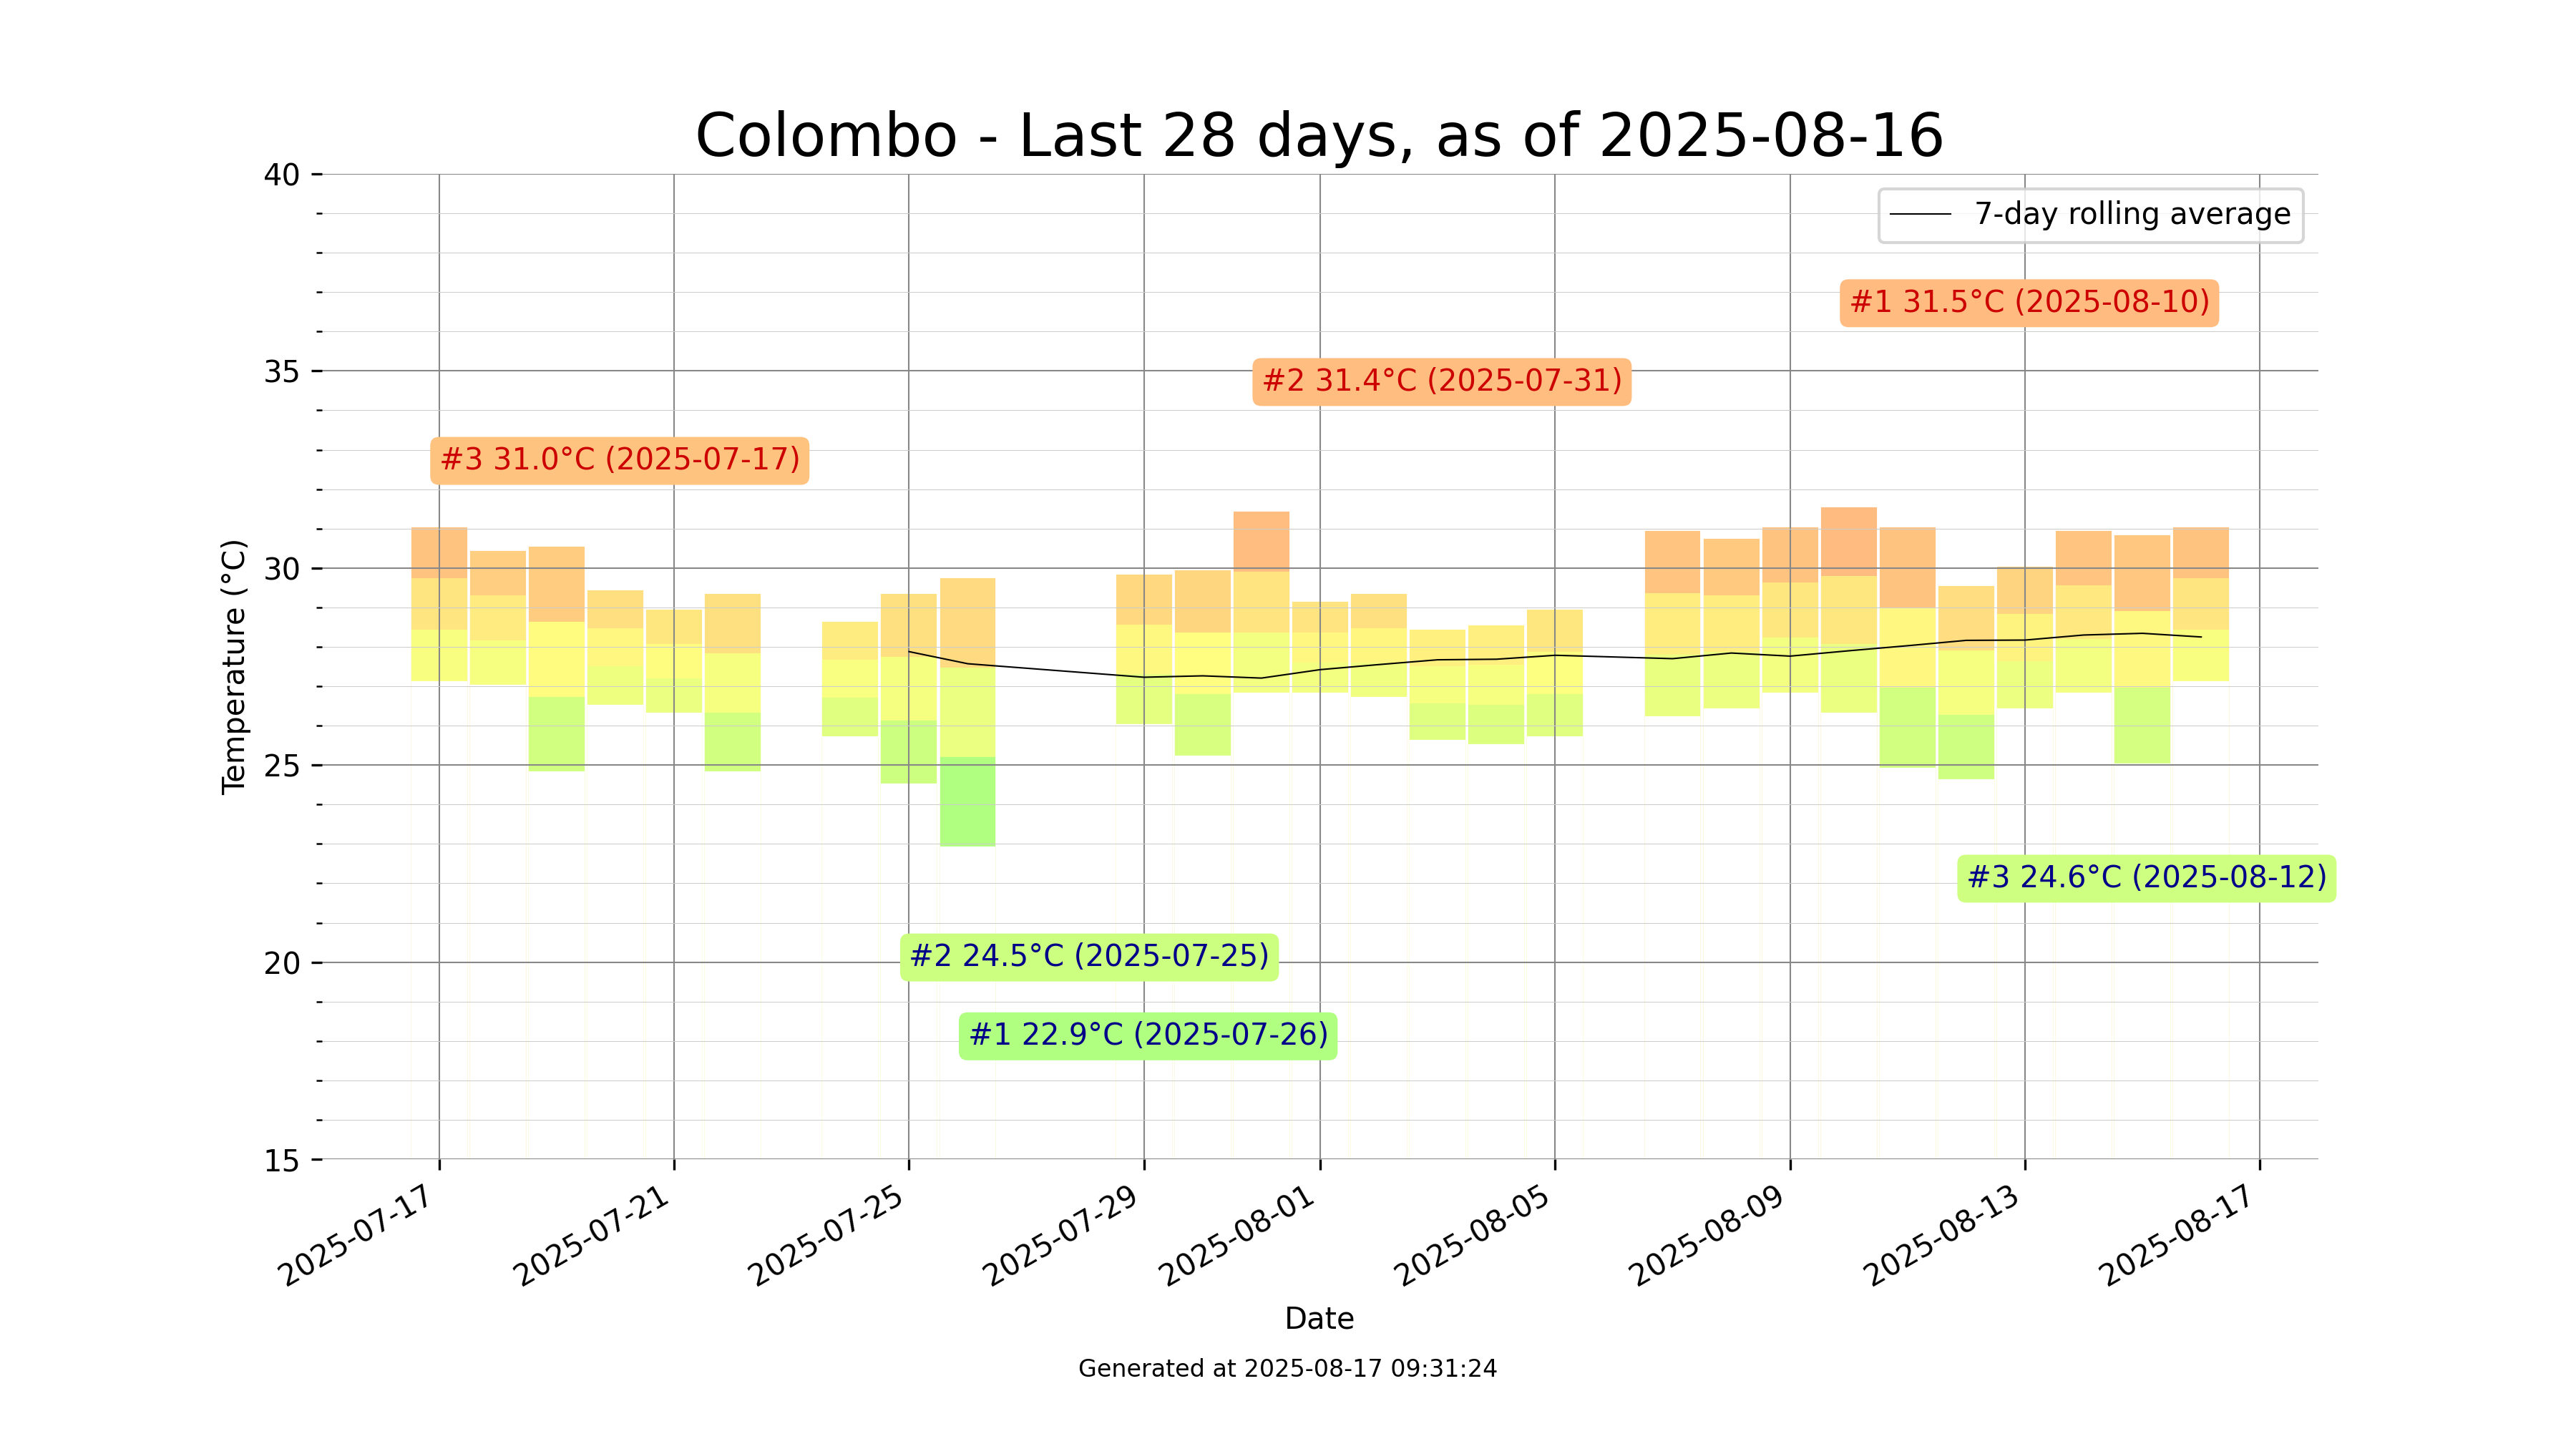 Colombo - Last 28 days, as of 2025-08-16
40
35
30
25
20
15
Temperature (°C)
7-day rolling average
#1 31.5°C (2025-08-10)
#2 31.4°C (2025-07-31)
#3 31.0°C (2025-07-17)
#3 24.6°C (2025-08-12)
#2 24.5°C (2025-07-25)
#1 22.9°C (2025-07-26)
2025-07-17
2025-07-21
2025-07-25
2025-07-29
2025-08-01
2025-08-05
2025-08-09
2025-08-13
2025-08-17
Date
Generated at 2025-08-17 09:31:24